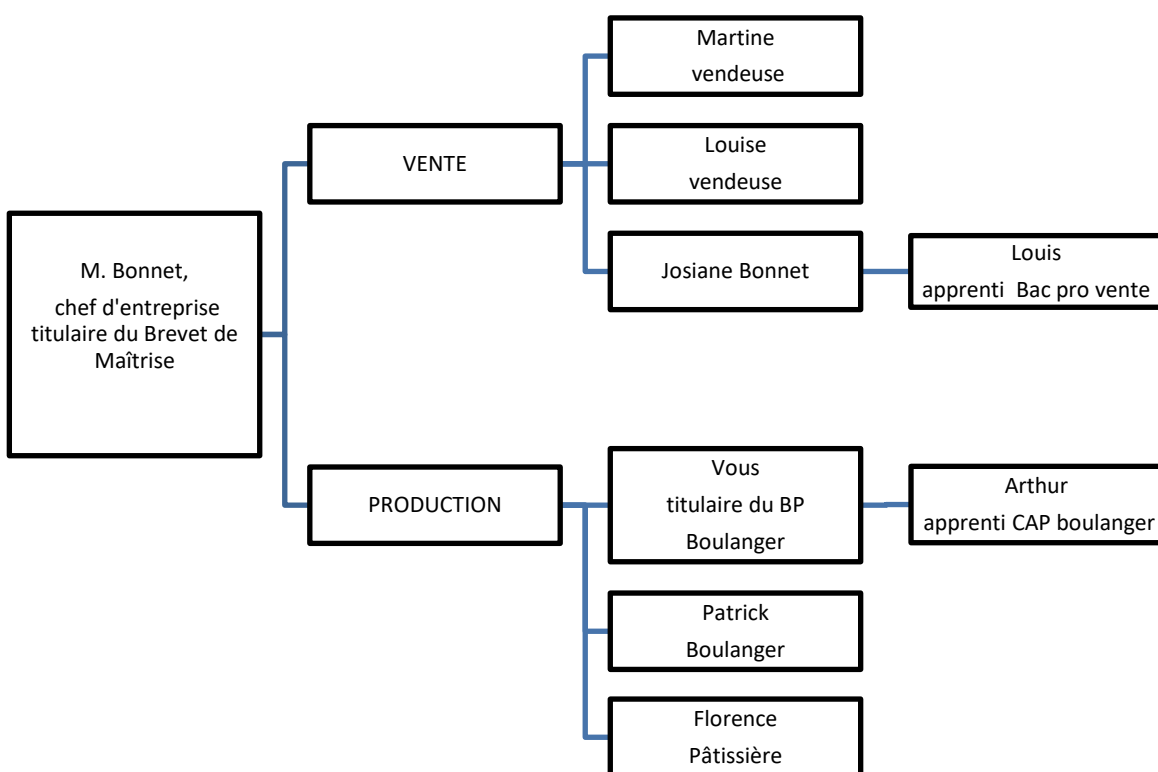 Martine
vendeuse
VENTE
Louise
vendeuse
M. Bonnet,
chef d'entreprise
titulaire du Brevet de
Maîtrise
Josiane Bonnet
Louis
apprenti Bac pro vente
PRODUCTION
Vous
titulaire du BP
Boulanger
Arthur
apprenti CAP boulanger
Patrick
Boulanger
Florence
Pâtissière